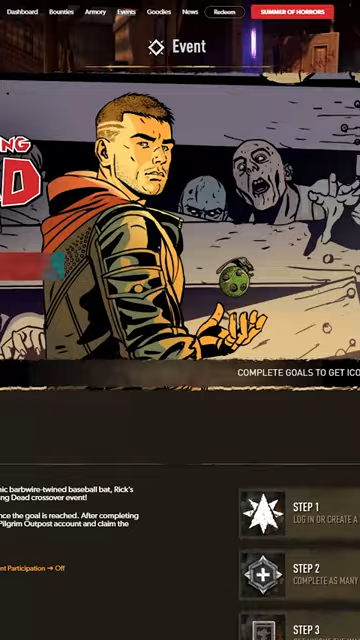 Dashboard Bounties Armory Events Goodies News Redeem SUMMER OF HORRORS
Event
NG
D
COMPLETE GOALS TO GET ICO
nic barbwire-twined baseball bat, Rick's
ing Dead crossover event!
nce the goal is reached. After completing
Pilgrim Outpost account and claim the
nt Participation ➔ Off
STEP 1
LOG IN OR CREATE A
STEP 2
COMPLETE AS MANY
STEP 3